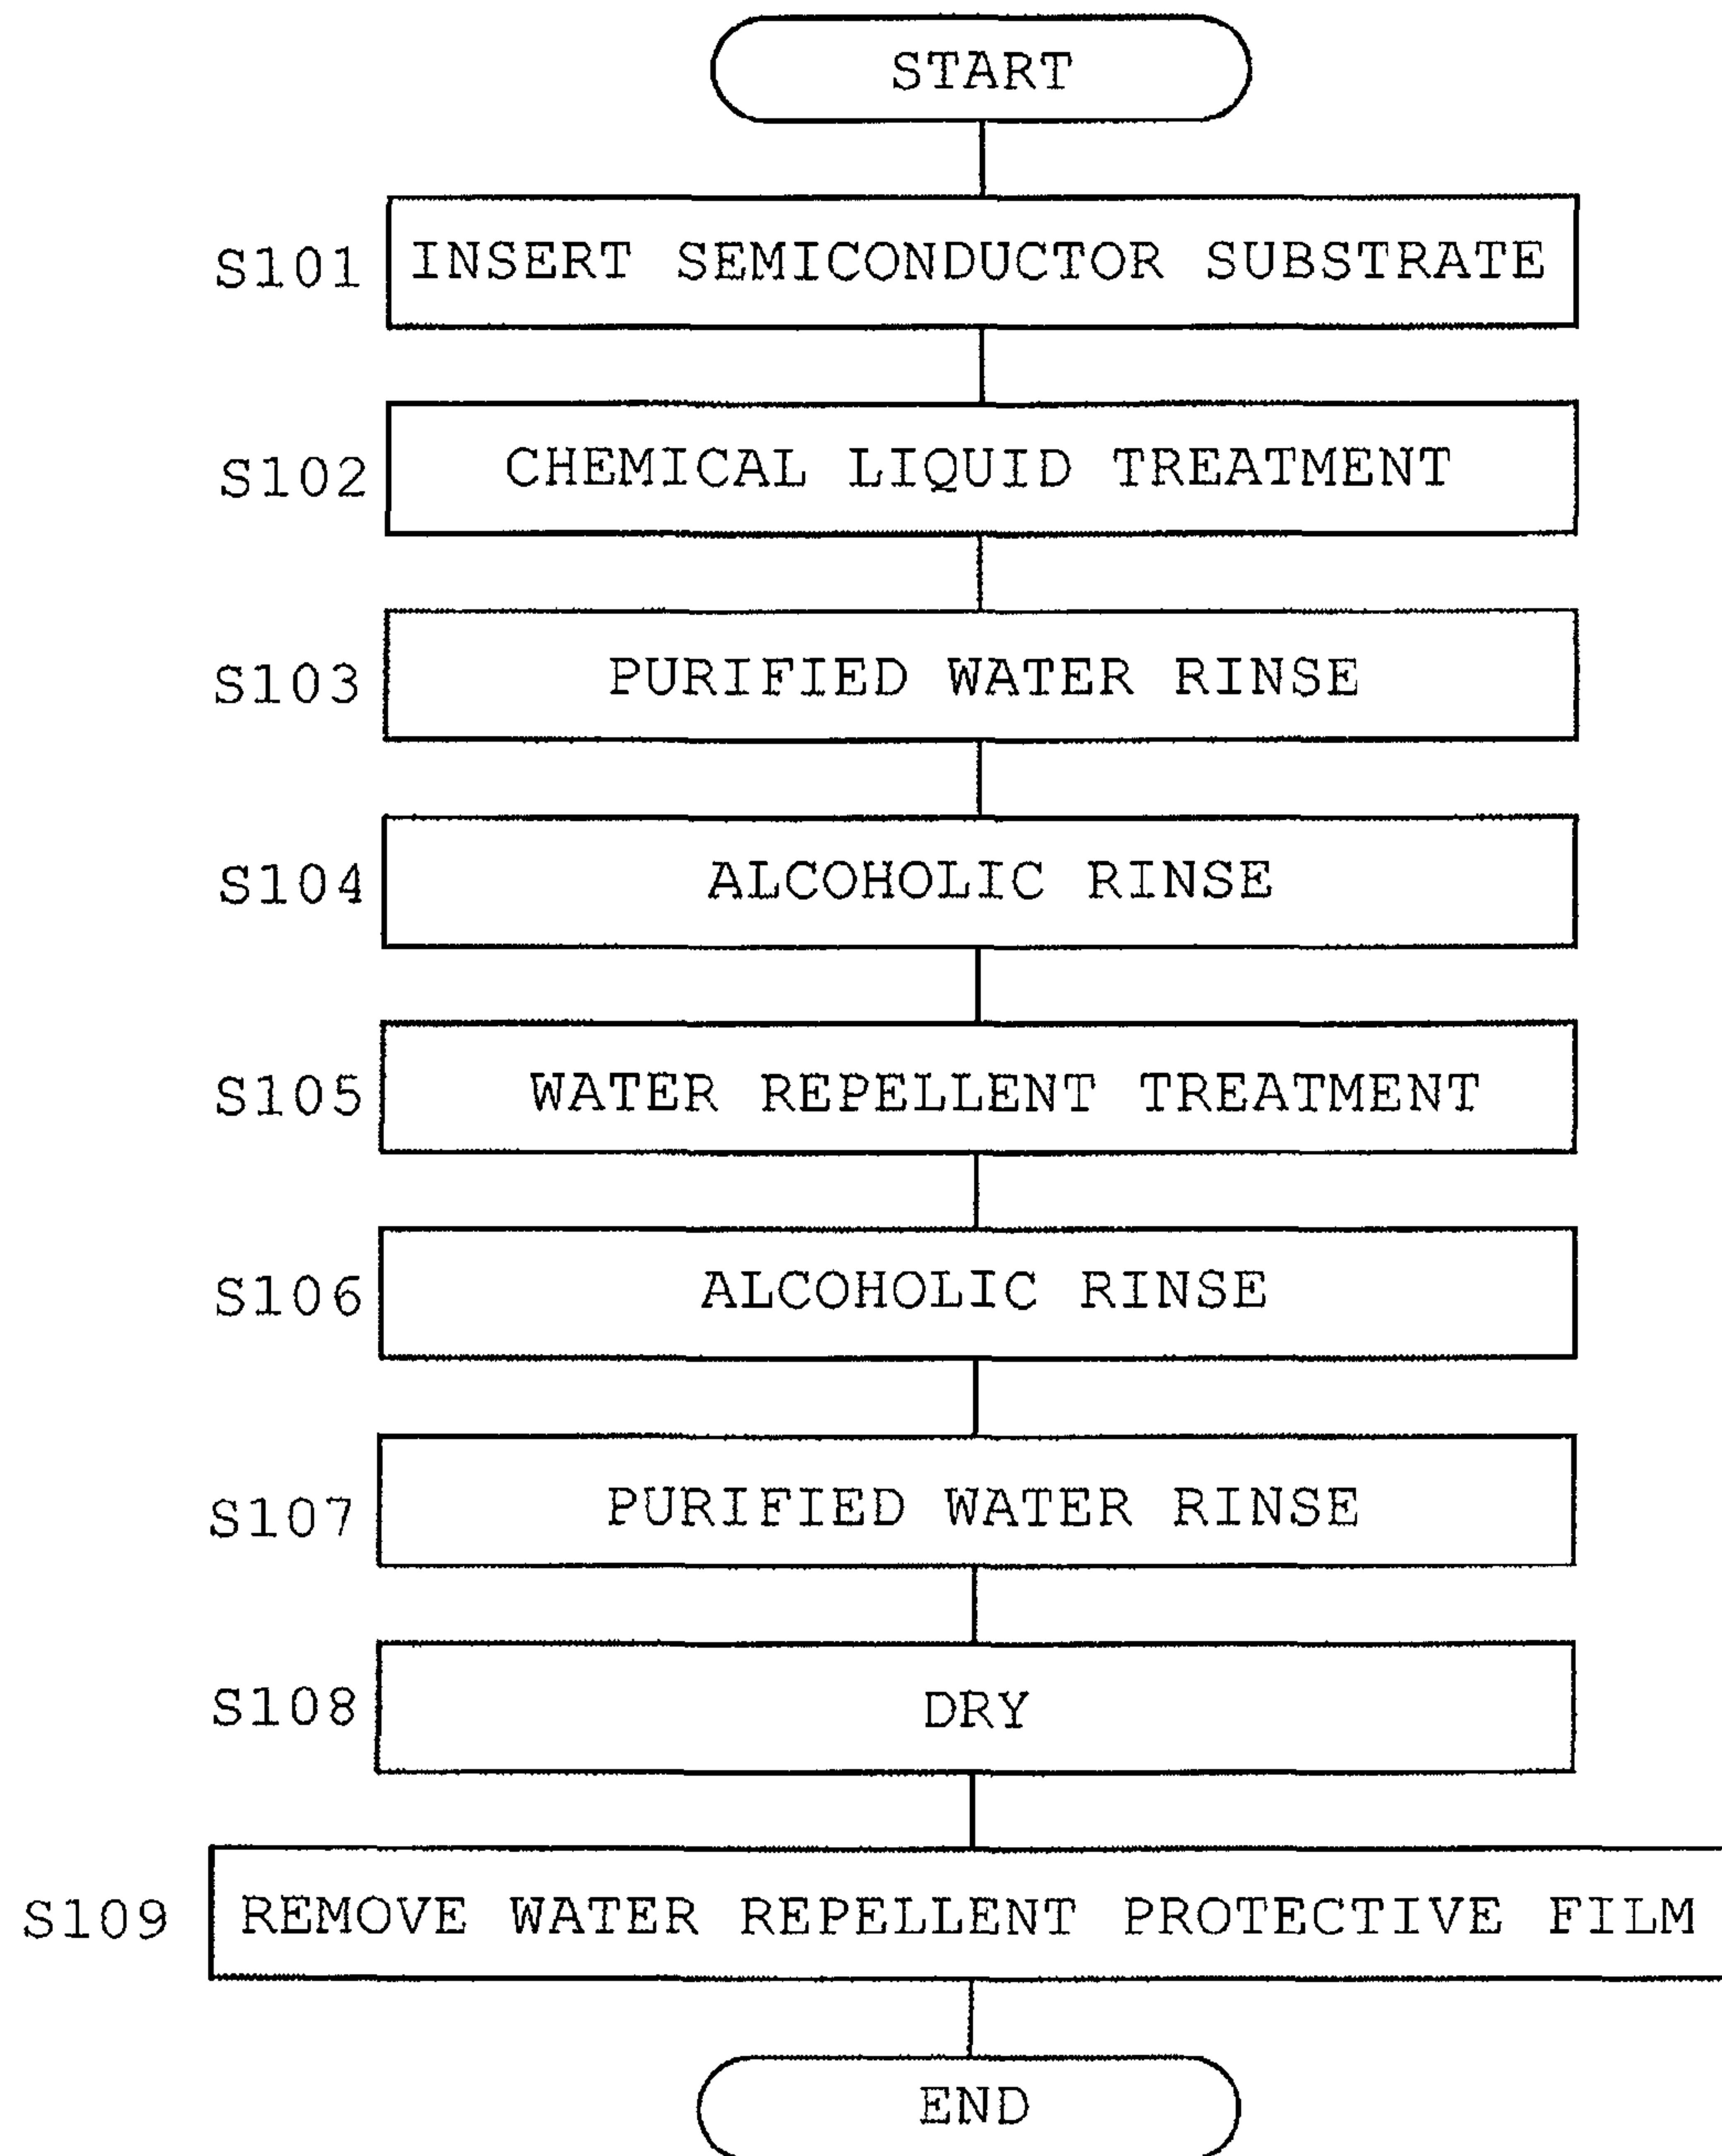 START
S101 INSERT SEMICONDUCTOR SUBSTRATE
S102 CHEMICAL LIQUID TREATMENT
S103 PURIFIED WATER RINSE
S104 ALCOHOLIC RINSE
S105 WATER REPELLENT TREATMENT
S106 ALCOHOLIC RINSE
S107 PURIFIED WATER RINSE
S108 DRY
S109 REMOVE WATER REPELLENT PROTECTIVE FILM
END